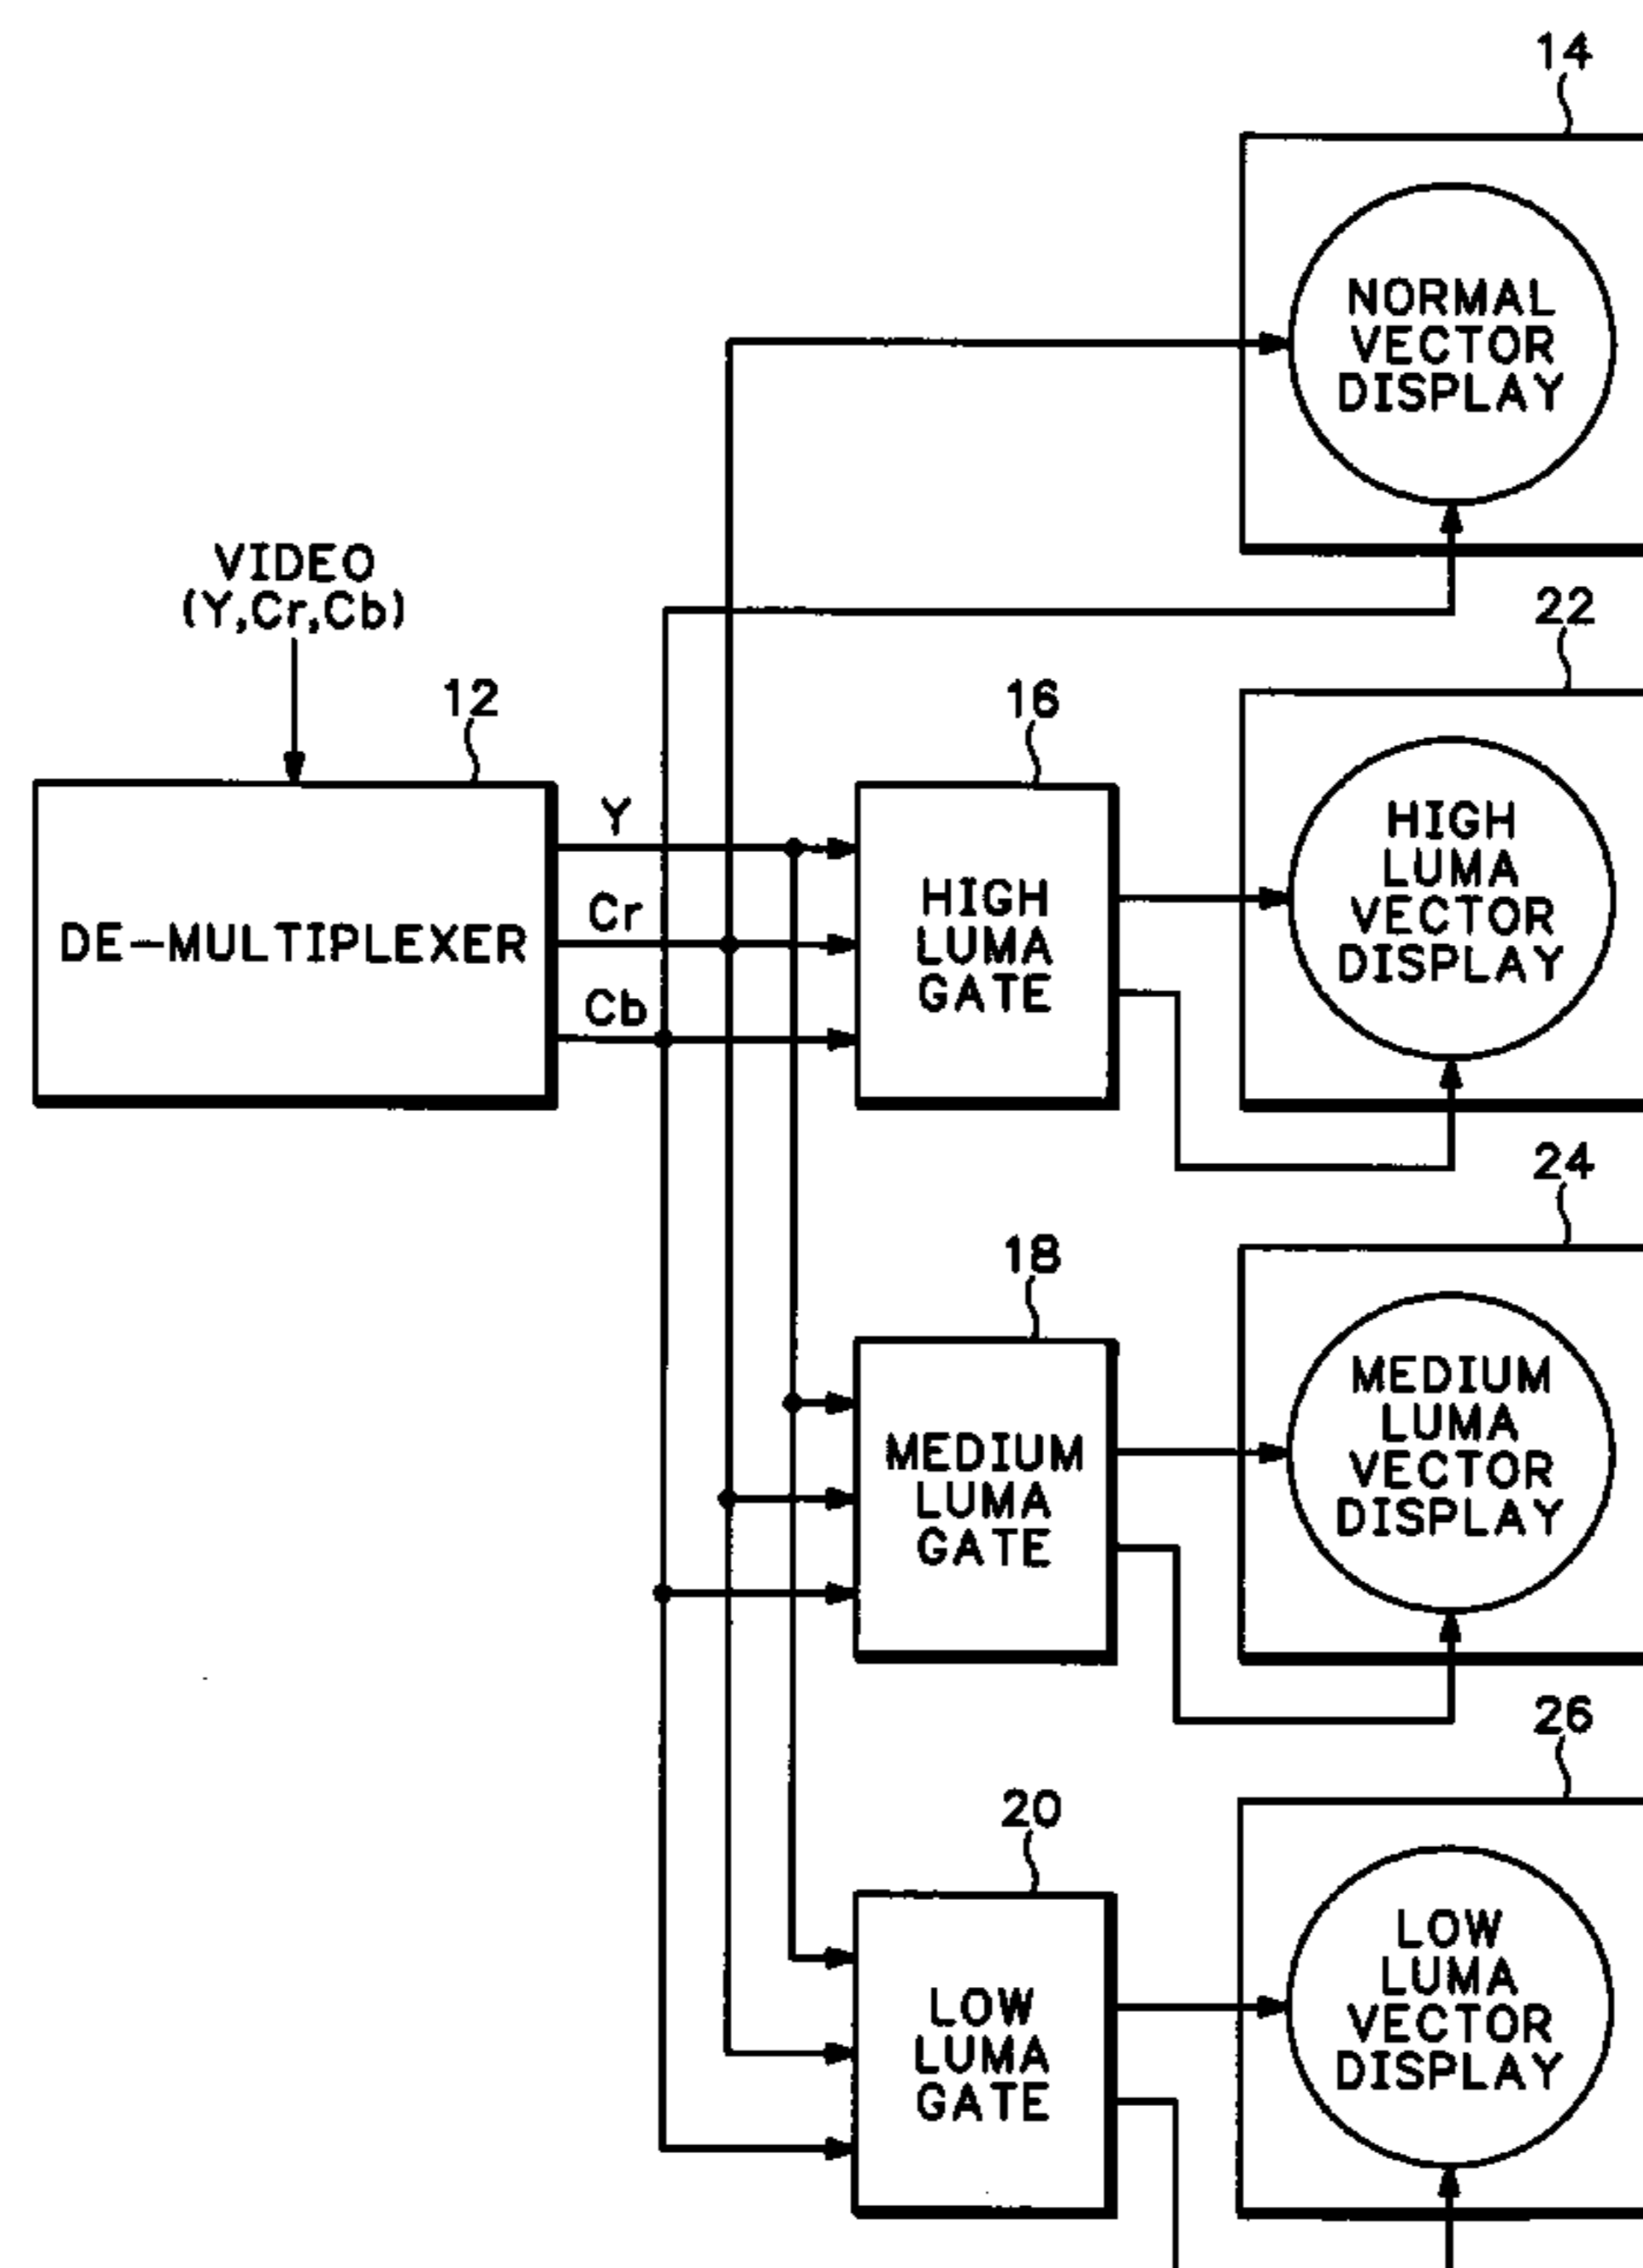 14
NORMAL
VECTOR
DISPLAY
VIDEO
(Y,Cr,Cb)
22
12
16
Y
HIGH
LUMA
VECTOR
DISPLAY
Cr
DE-MULTIPLEXER
HIGH
LUMA
GATE
Cb
24
18
MEDIUM
LUMA
VECTOR
DISPLAY
MEDIUM
LUMA
GATE
26
20
LOW
LUMA
VECTOR
DISPLAY
LOW
LUMA
GATE